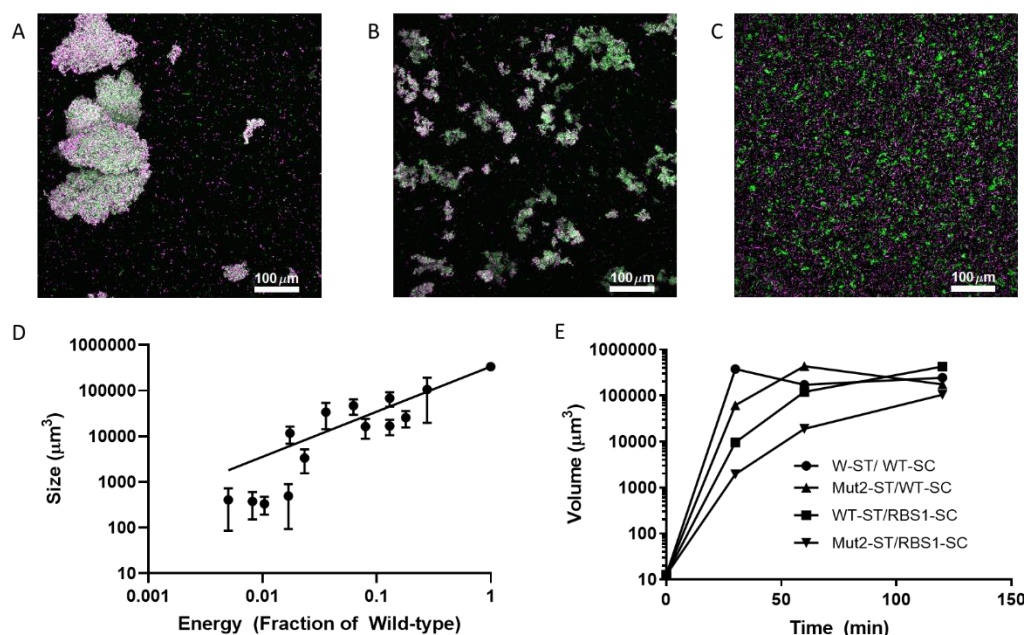 A
B
C
100 μm
100 μm
100 μm
D
E
1000000
100000
10000
1000
100
10
0.001
0.01
0.1
1
Size (μm³)
Energy (Fraction of Wild-type)
1000000
100000
10000
1000
100
10
0
50
100
150
Volume (μm³)
Time (min)
W-ST/ WT-SC
Mut2-ST/WT-SC
WT-ST/RBS1-SC
Mut2-ST/RBS1-SC